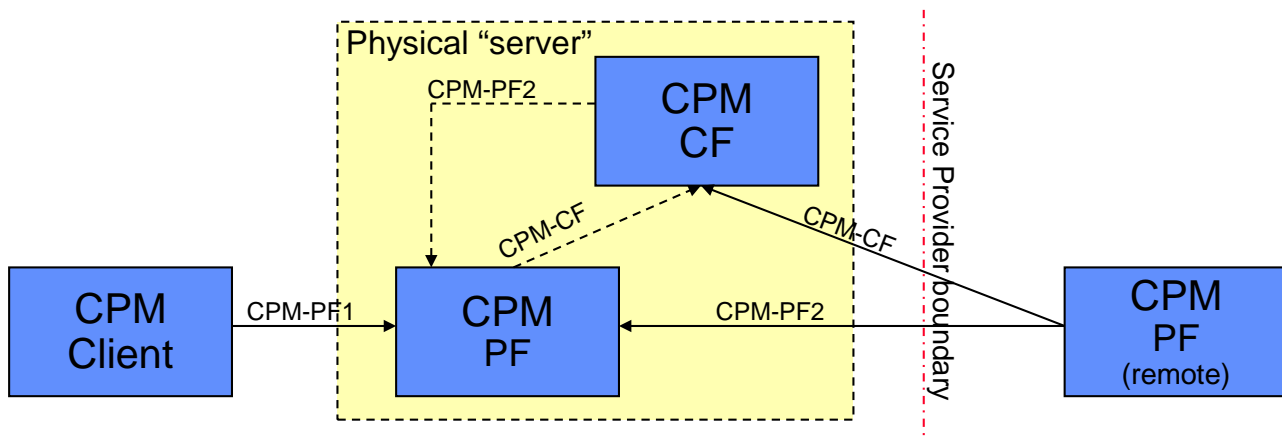 Physical “server”
CPM-PF2
CPM
CF
CPM-CF
CPM-CF
Service Provider boundary
CPM
Client
CPM-PF1
CPM
PF
CPM-PF2
CPM
PF
(remote)